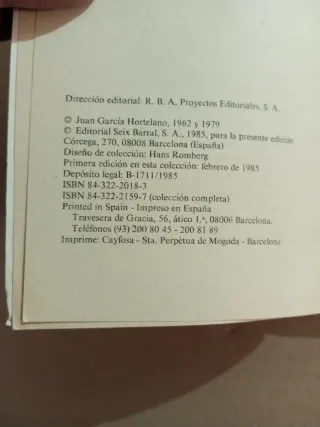 Dirección editorial: R. B. A. Proyectos Editoriales, S. A.
© Juan García Hortelano, 1962 y 1979
© Editorial Seix Barral, S. A., 1985, para la presente edición
Córcega, 270, 08008 Barcelona (España)
Diseño de colección: Hans Romberg
Primera edición en esta colección: febrero de 1985
Depósito legal: B-1711/1985
ISBN 84-322-2018-3
ISBN 84-322-2159-7 (colección completa)
Printed in Spain - Impreso en España
Travesera de Gracia, 56, ático 1.ª, 08006 Barcelona.
Teléfonos (93) 200 80 45 - 200 81 89
Imprime: Cayfosa - Sta. Perpètua de Mogoda - Barcelona